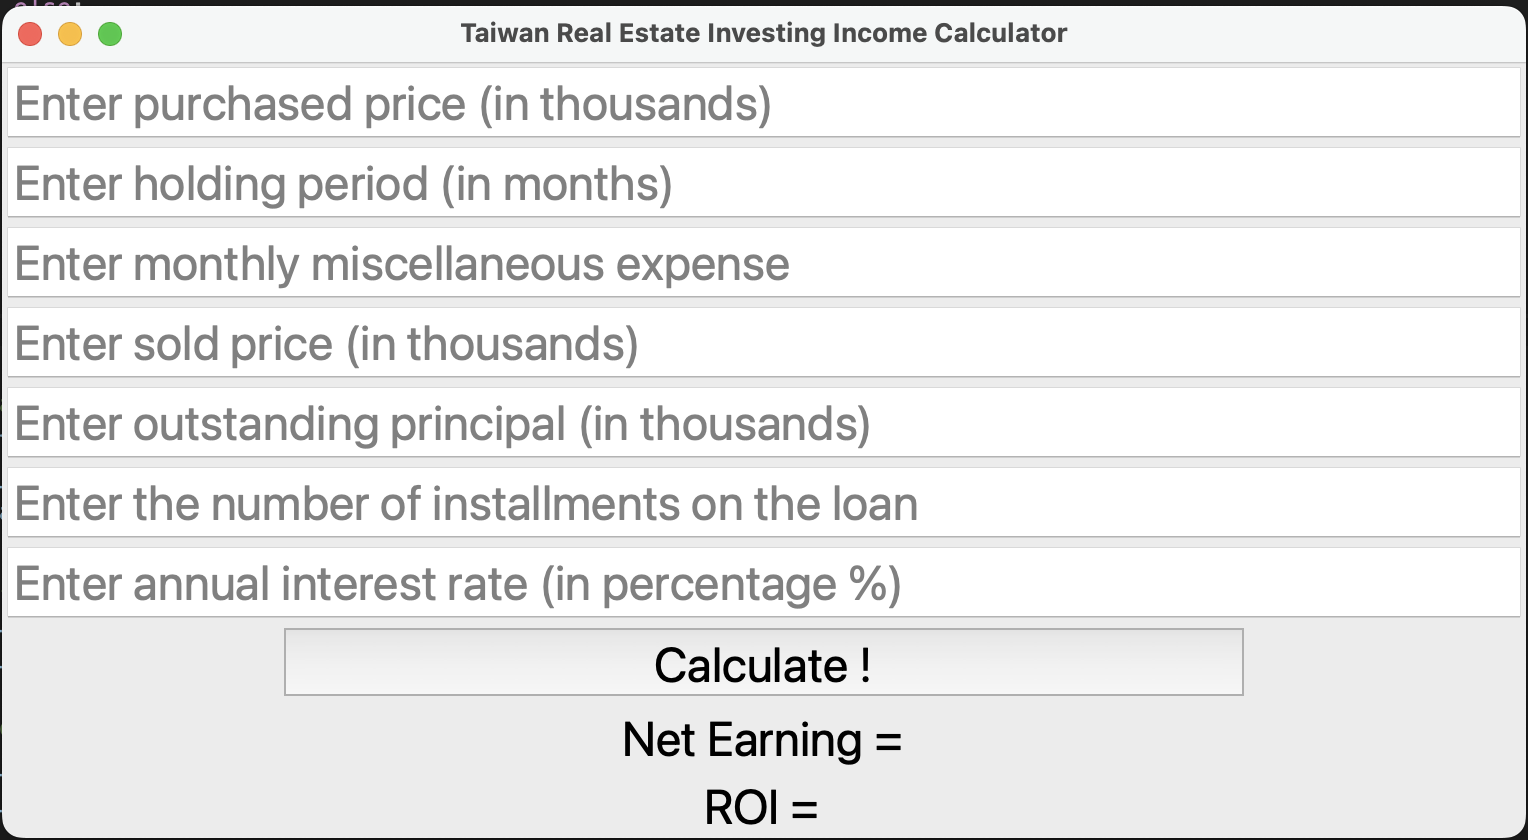 else:
Taiwan Real Estate Investing Income Calculator
Enter purchased price (in thousands)
Enter holding period (in months)
Enter monthly miscellaneous expense
Enter sold price (in thousands)
Enter outstanding principal (in thousands)
Enter the number of installments on the loan
Enter annual interest rate (in percentage %)
Calculate !
Net Earning =
ROI =